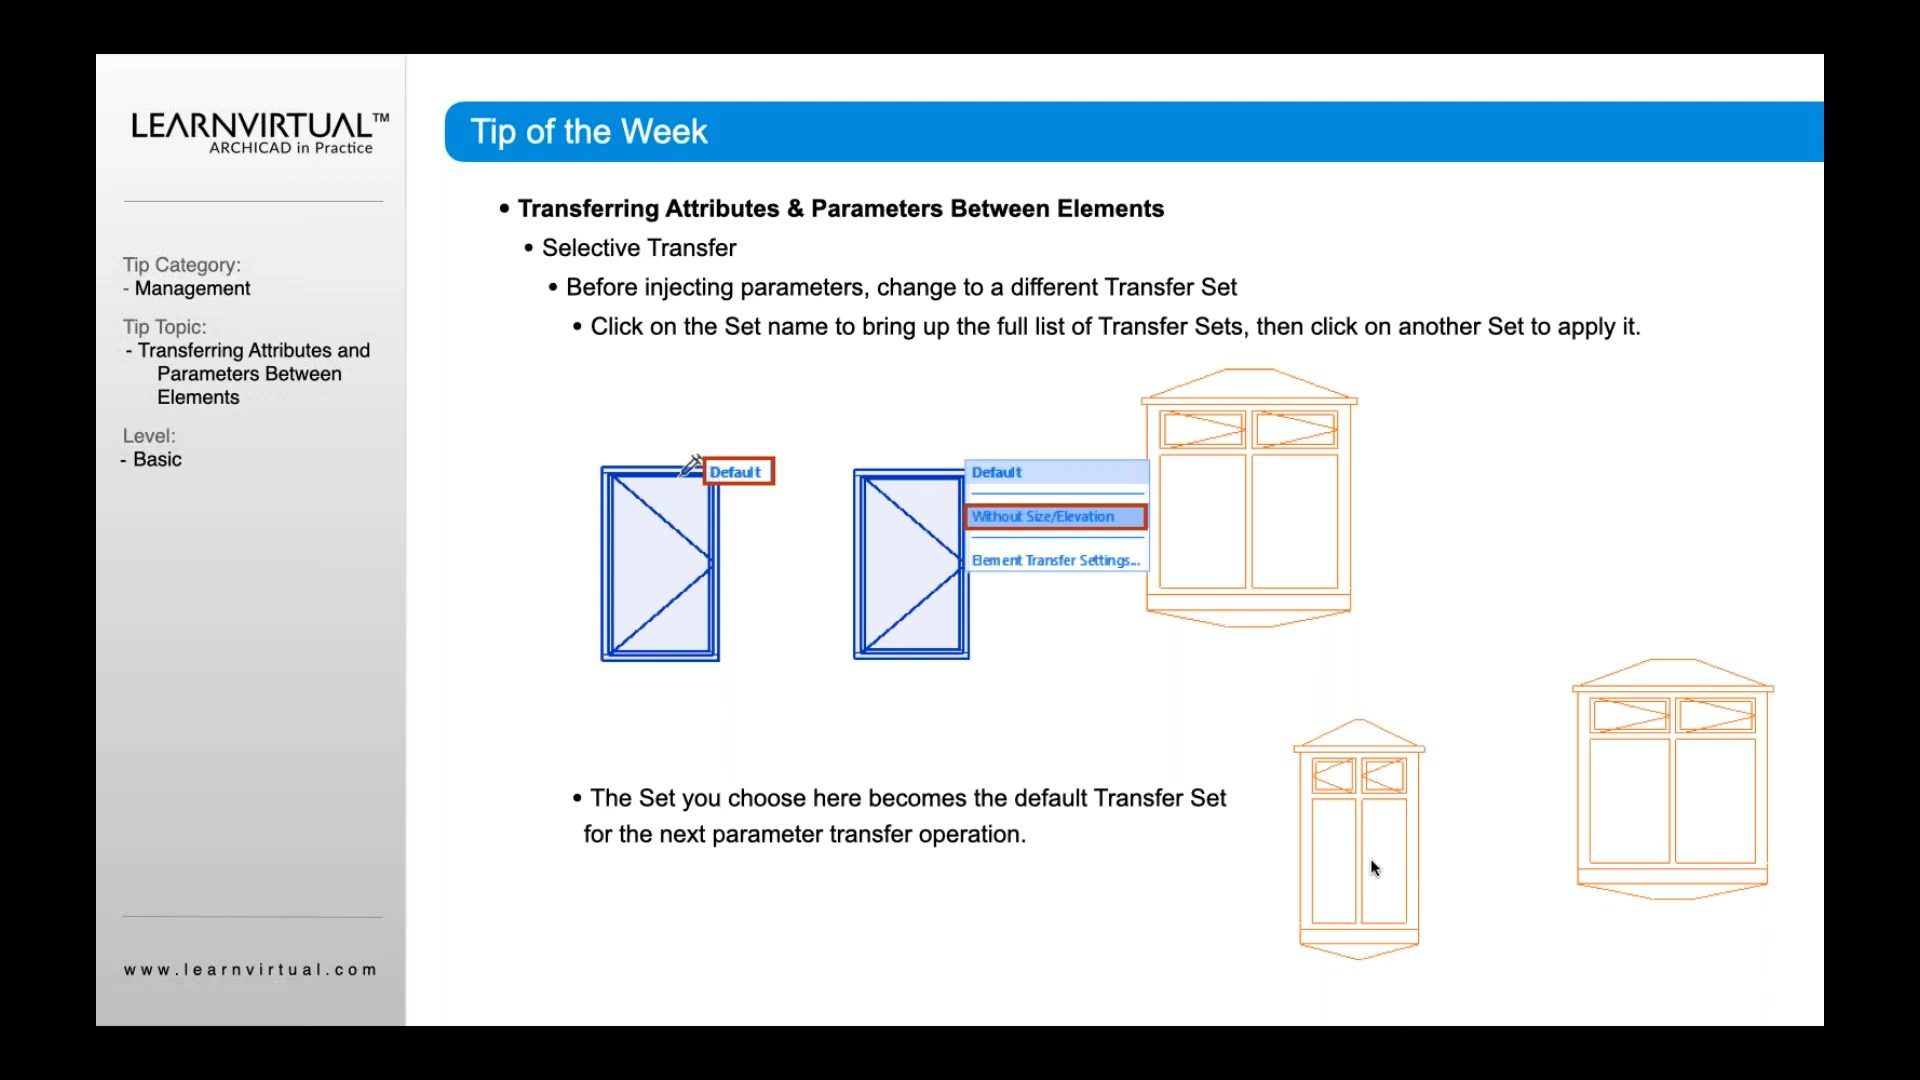 LEARNVIRTUAL™
ARCHICAD in Practice
Tip Category:
- Management
Tip Topic:
- Transferring Attributes and
Parameters Between
Elements
Level:
- Basic
www.learnvirtual.com
Tip of the Week
• Transferring Attributes & Parameters Between Elements
• Selective Transfer
• Before injecting parameters, change to a different Transfer Set
• Click on the Set name to bring up the full list of Transfer Sets, then click on another Set to apply it.
Default
Default
Without Size/Elevation
Element Transfer Settings...
• The Set you choose here becomes the default Transfer Set
for the next parameter transfer operation.